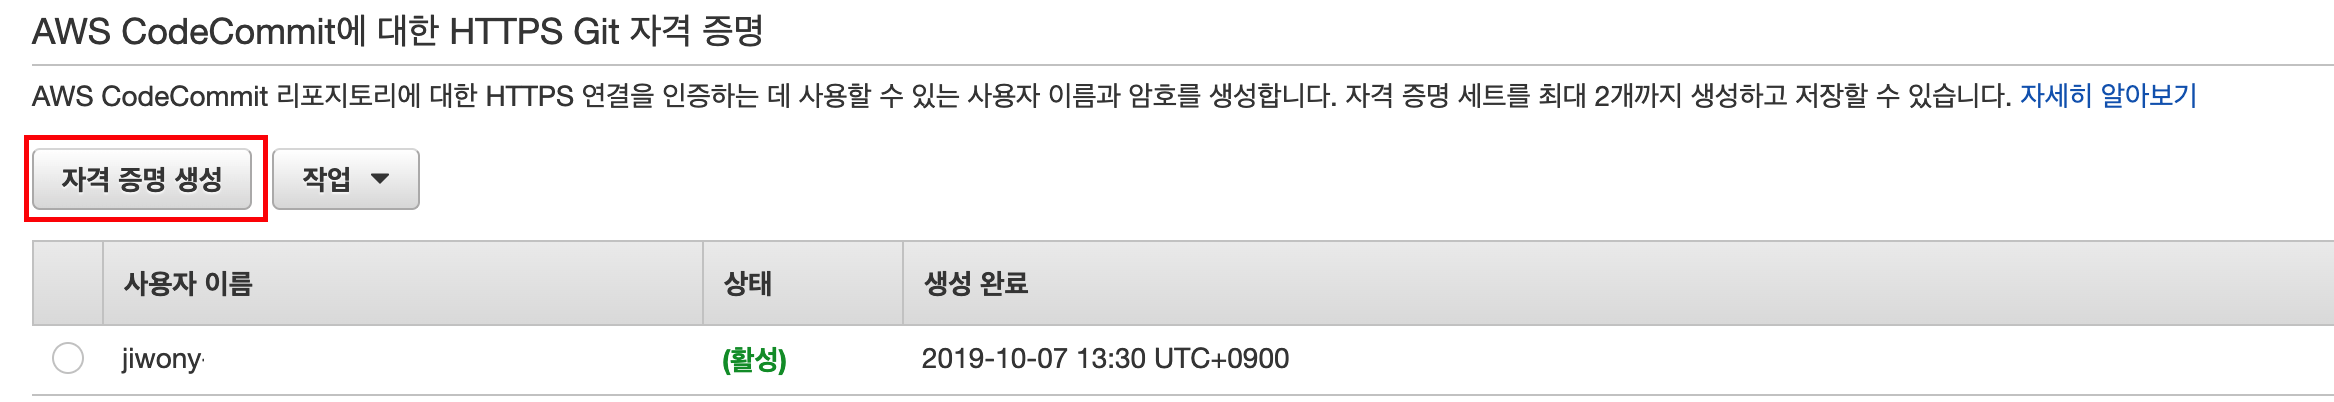 AWS CodeCommit에 대한 HTTPS Git 자격 증명
AWS CodeCommit 리포지토리에 대한 HTTPS 연결을 인증하는 데 사용할 수 있는 사용자 이름과 암호를 생성합니다. 자격 증명 세트를 최대 2개까지 생성하고 저장할 수 있습니다. 자세히 알아보기
자격 증명 생성 작업
사용자 이름 상태 생성 완료
jiwony (활성) 2019-10-07 13:30 UTC+0900